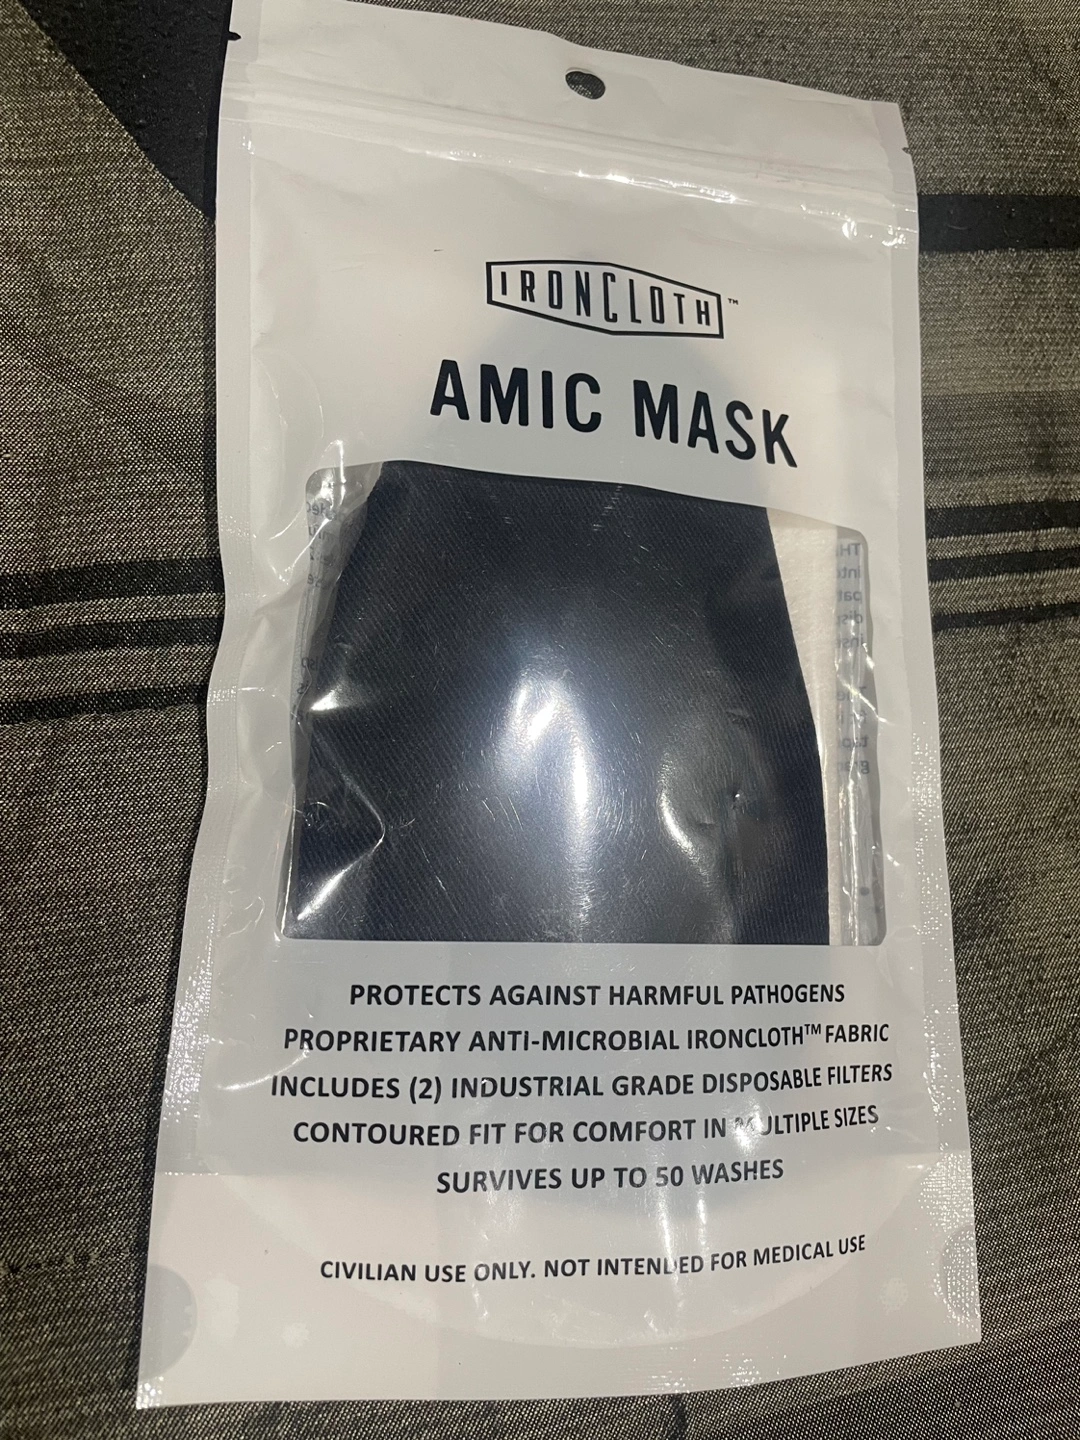 IRONCLOTH™
AMIC MASK
PROTECTS AGAINST HARMFUL PATHOGENS
PROPRIETARY ANTI-MICROBIAL IRONCLOTH™ FABRIC
INCLUDES (2) INDUSTRIAL GRADE DISPOSABLE FILTERS
CONTOURED FIT FOR COMFORT IN MULTIPLE SIZES
SURVIVES UP TO 50 WASHES
CIVILIAN USE ONLY. NOT INTENDED FOR MEDICAL USE